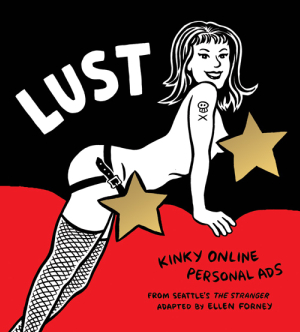 LUST
KINKY ONLINE
PERSONAL ADS
FROM SEATTLE'S THE STRANGER
ADAPTED BY ELLEN FORNEY